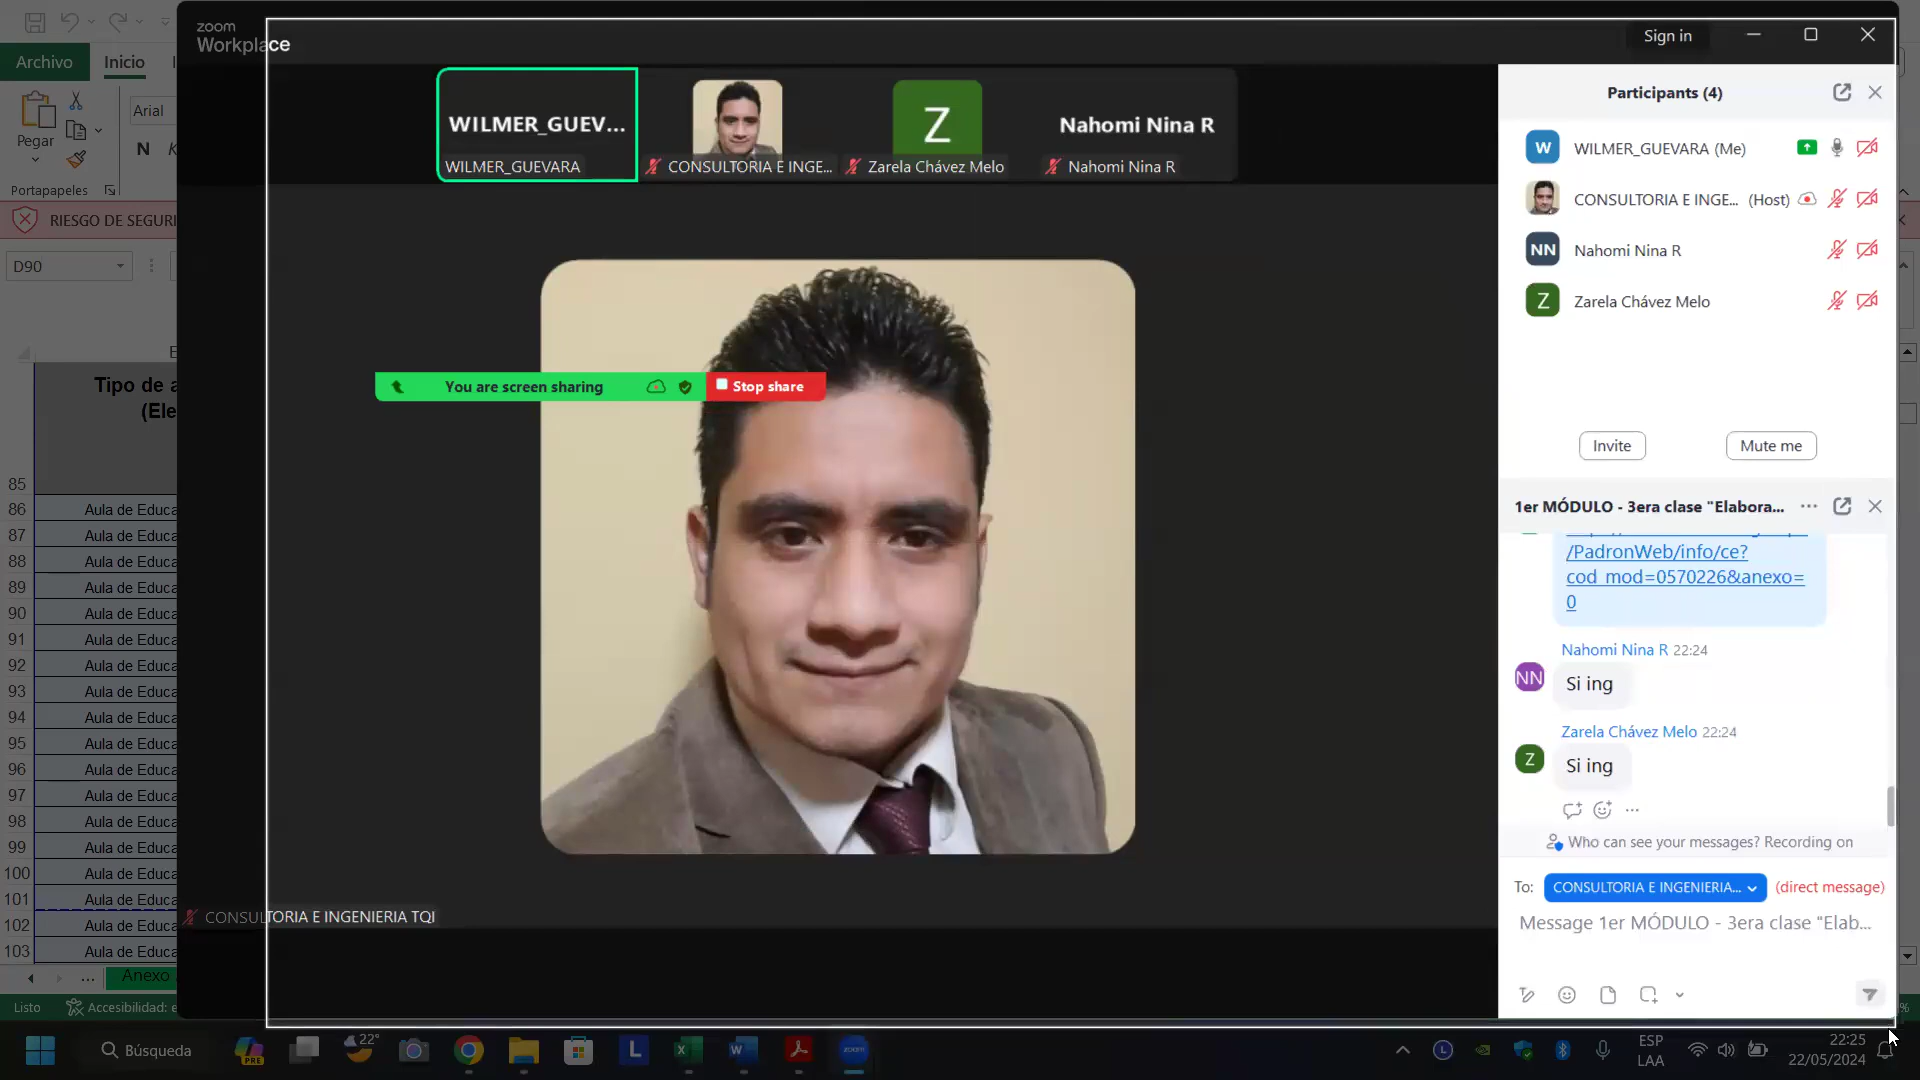 zoom
Workplace
Sign in
Archivo
Inicio
Pegar
Arial
N
K
Portapapeles
RIESGO DE SEGURI
D90
E
Tipo de a
(Ele
WILMER_GUEV...
WILMER_GUEVARA
CONSULTORIA E INGE...
Z
Zarela Chávez Melo
Nahomi Nina R
Nahomi Nina R
You are screen sharing
Stop share
85
86 Aula de Educa
87 Aula de Educa
88 Aula de Educa
89 Aula de Educa
90 Aula de Educa
91 Aula de Educa
92 Aula de Educa
93 Aula de Educa
94 Aula de Educa
95 Aula de Educa
96 Aula de Educa
97 Aula de Educa
98 Aula de Educa
99 Aula de Educa
100 Aula de Educa
101 Aula de Educa
102 Aula de Educa
103 Aula de Educa
CONSULTORIA E INGENIERIA TQI
... Anexo
Listo Accesibilidad: e
Participants (4)
W WILMER_GUEVARA (Me)
CONSULTORIA E INGE... (Host)
NN Nahomi Nina R
Z Zarela Chávez Melo
Invite
Mute me
1er MÓDULO - 3era clase "Elabora... ...
/PadronWeb/info/ce?
cod_mod=0570226&anexo=
0
Nahomi Nina R 22:24
NN
Si ing
Zarela Chávez Melo 22:24
Z
Si ing
Who can see your messages? Recording on
To: CONSULTORIA E INGENIERIA... (direct message)
Message 1er MÓDULO - 3era clase "Elab...
%
Búsqueda
PRE
22°
L
zoom
L
ESP
LAA
22:25
22/05/2024